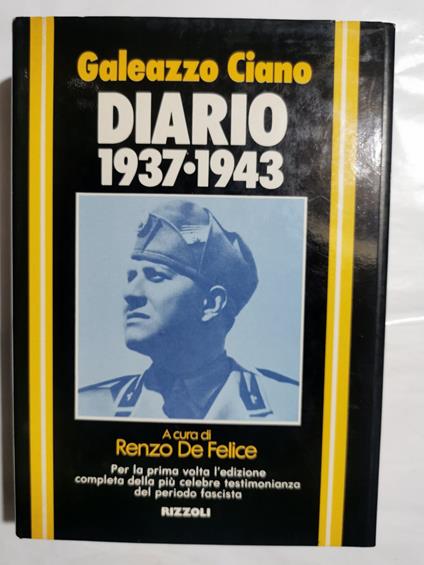 Galeazzo Ciano
DIARIO
1937•1943
A cura di
Renzo De Felice
Per la prima volta l'edizione
completa della più celebre testimonianza
del periodo fascista
RIZZOLI